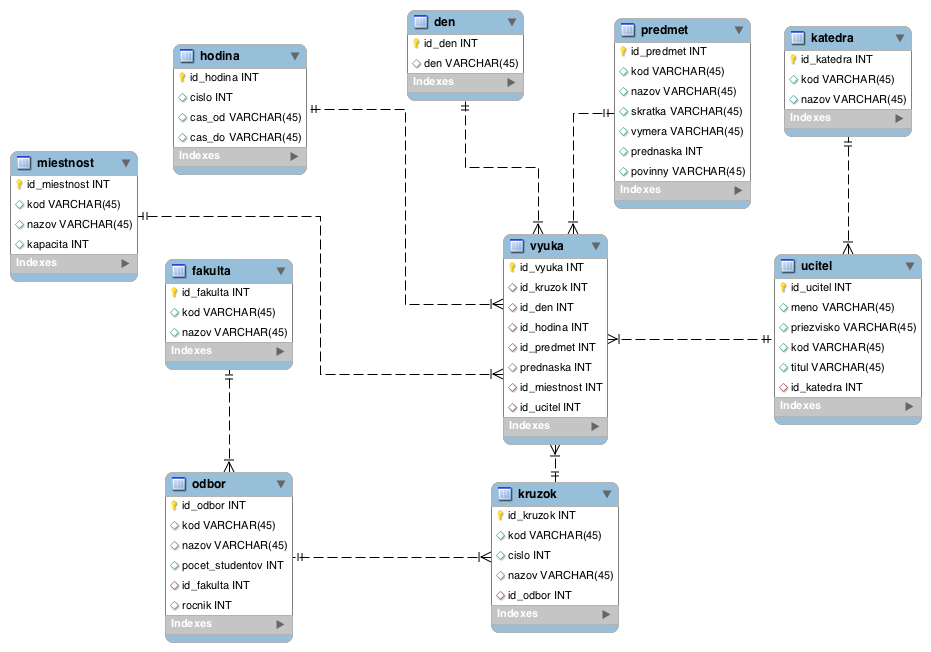 den
id_den INT
den VARCHAR(45)
Indexes
hodina
id_hodina INT
cislo INT
cas_od VARCHAR(45)
cas_do VARCHAR(45)
Indexes
predmet
id_predmet INT
kod VARCHAR(45)
nazov VARCHAR(45)
skratka VARCHAR(45)
vymera VARCHAR(45)
prednaska INT
povinny VARCHAR(45)
Indexes
katedra
id_katedra INT
kod VARCHAR(45)
nazov VARCHAR(45)
Indexes
miestnost
id_miestnost INT
kod VARCHAR(45)
nazov VARCHAR(45)
kapacita INT
Indexes
fakulta
id_fakulta INT
kod VARCHAR(45)
nazov VARCHAR(45)
Indexes
vyuka
id_vyuka INT
id_kruzok INT
id_den INT
id_hodina INT
id_predmet INT
prednaska INT
id_miestnost INT
id_ucitel INT
Indexes
ucitel
id_ucitel INT
meno VARCHAR(45)
priezvisko VARCHAR(45)
kod VARCHAR(45)
titul VARCHAR(45)
id_katedra INT
Indexes
odbor
id_odbor INT
kod VARCHAR(45)
nazov VARCHAR(45)
pocet_studentov INT
id_fakulta INT
rocnik INT
Indexes
kruzok
id_kruzok INT
kod VARCHAR(45)
cislo INT
nazov VARCHAR(45)
id_odbor INT
Indexes